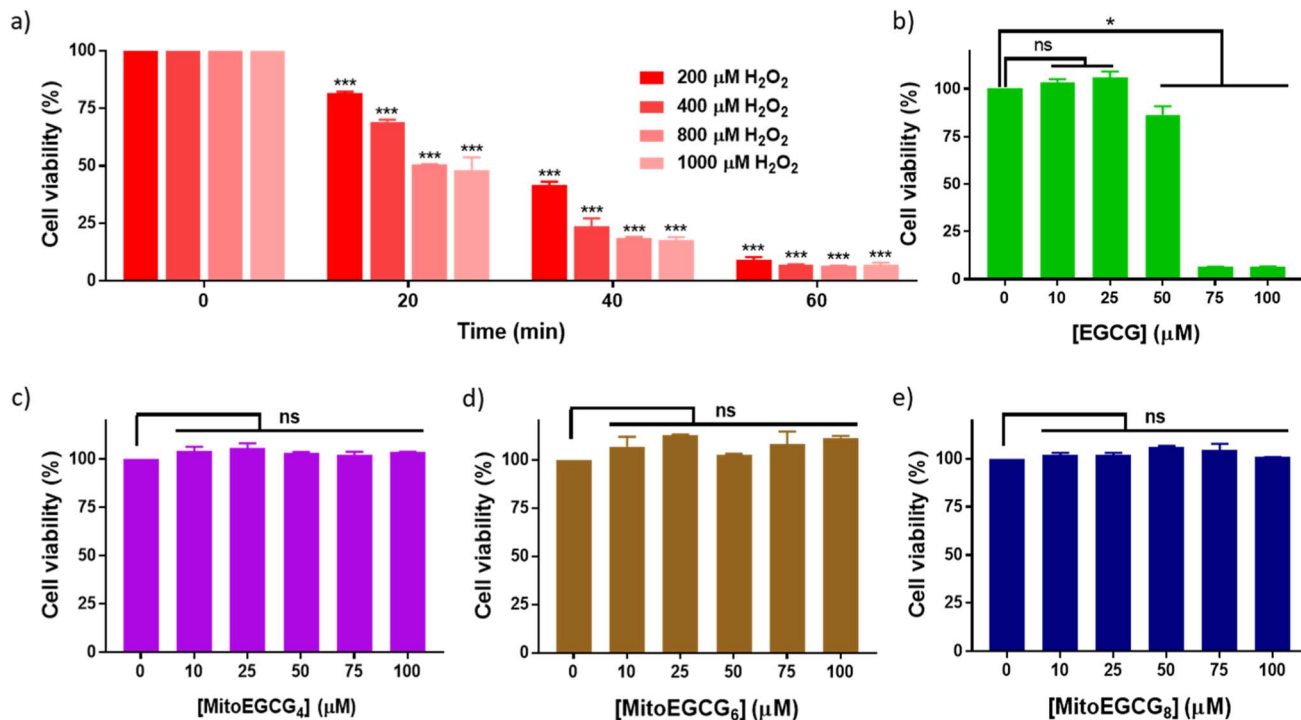 a)
Cell viability (%)
100
75
50
25
0
*** *** *** ***
*** *** *** ***
*** *** *** ***
200 μM H₂O₂
400 μM H₂O₂
800 μM H₂O₂
1000 μM H₂O₂
0 20 40 60
Time (min)
b)
Cell viability (%)
100
75
50
25
0
*
ns
0 10 25 50 75 100
[EGCG] (μM)
c)
Cell viability (%)
100
75
50
25
0
ns
0 10 25 50 75 100
[MitoEGCG₄] (μM)
d)
Cell viability (%)
100
75
50
25
0
ns
0 10 25 50 75 100
[MitoEGCG₆] (μM)
e)
Cell viability (%)
100
75
50
25
0
ns
0 10 25 50 75 100
[MitoEGCG₈] (μM)